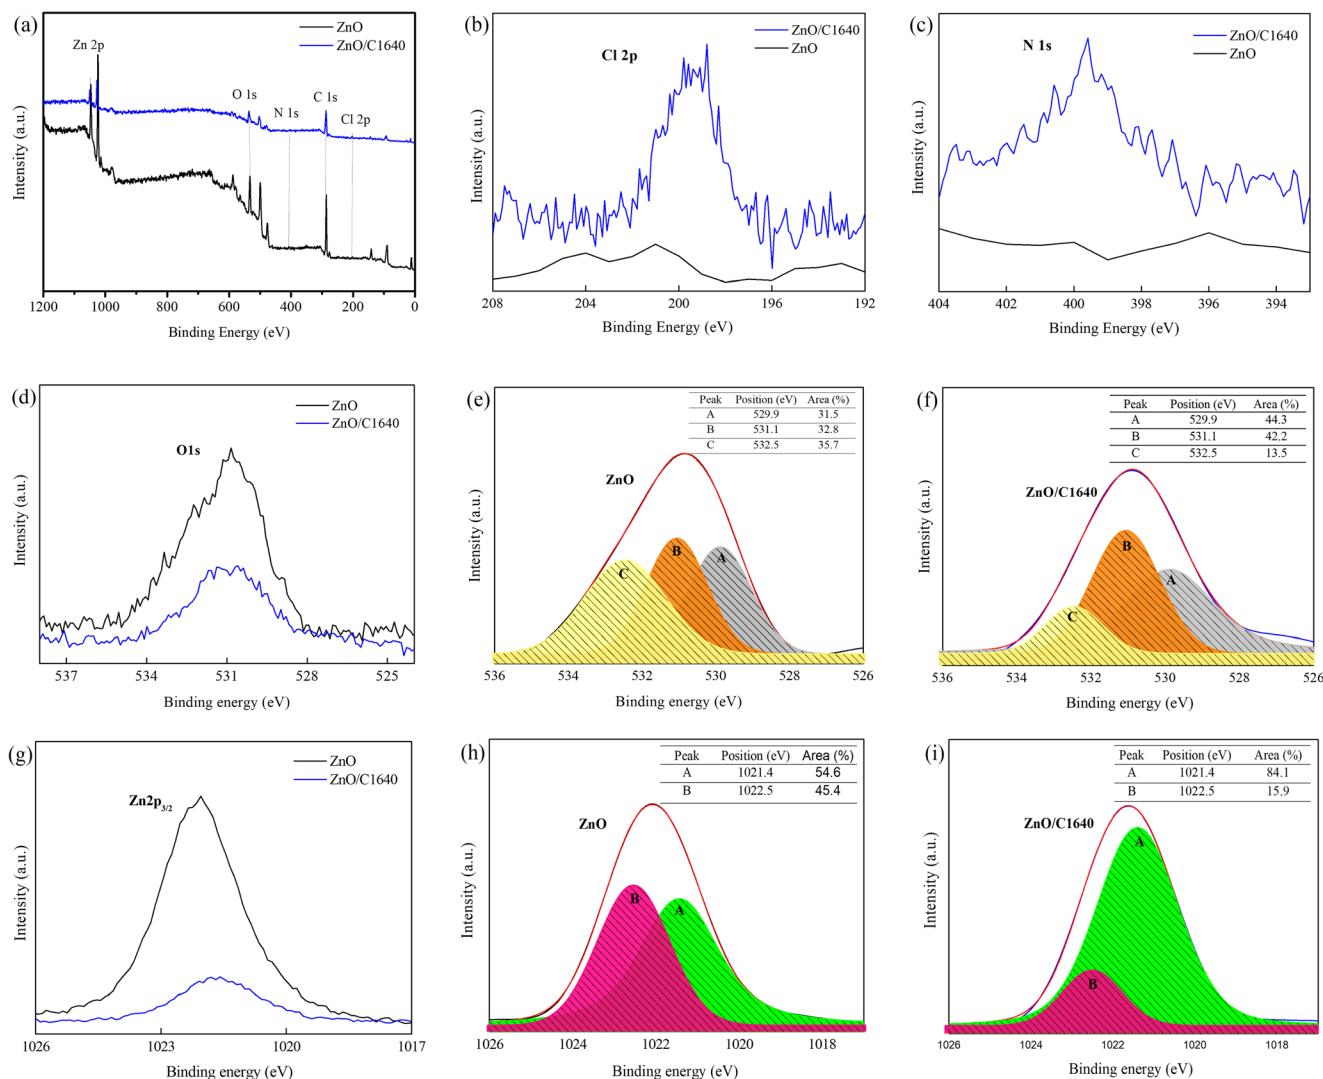 (a)
ZnO
ZnO/C1640
Zn 2p
O 1s
N 1s
C 1s
Cl 2p
Intensity (a.u.)
1200 1000 800 600 400 200 0
Binding Energy (eV)
(b)
ZnO/C1640
ZnO
Cl 2p
Intensity (a.u.)
208 204 200 196 192
Binding Energy (eV)
(c)
ZnO/C1640
ZnO
N 1s
Intensity (a.u.)
404 402 400 398 396 394
Binding Energy (eV)
(d)
ZnO
ZnO/C1640
O1s
Intensity (a.u.)
537 534 531 528 525
Binding energy (eV)
(e)
Peak Position (eV) Area (%)
A 529.9 31.5
B 531.1 32.8
C 532.5 35.7
ZnO
C
B
A
Intensity (a.u.)
536 534 532 530 528 526
Binding energy (eV)
(f)
Peak Position (eV) Area (%)
A 529.9 44.3
B 531.1 42.2
C 532.5 13.5
ZnO/C1640
B
A
C
Intensity (a.u.)
536 534 532 530 528 526
Binding energy (eV)
(g)
ZnO
ZnO/C1640
Zn2p3/2
Intensity (a.u.)
1026 1023 1020 1017
Binding energy (eV)
(h)
Peak Position (eV) Area (%)
A 1021.4 54.6
B 1022.5 45.4
ZnO
B
A
Intensity (a.u.)
1026 1024 1022 1020 1018
Binding energy (eV)
(i)
Peak Position (eV) Area (%)
A 1021.4 84.1
B 1022.5 15.9
ZnO/C1640
A
B
Intensity (a.u.)
1026 1024 1022 1020 1018
Binding energy (eV)